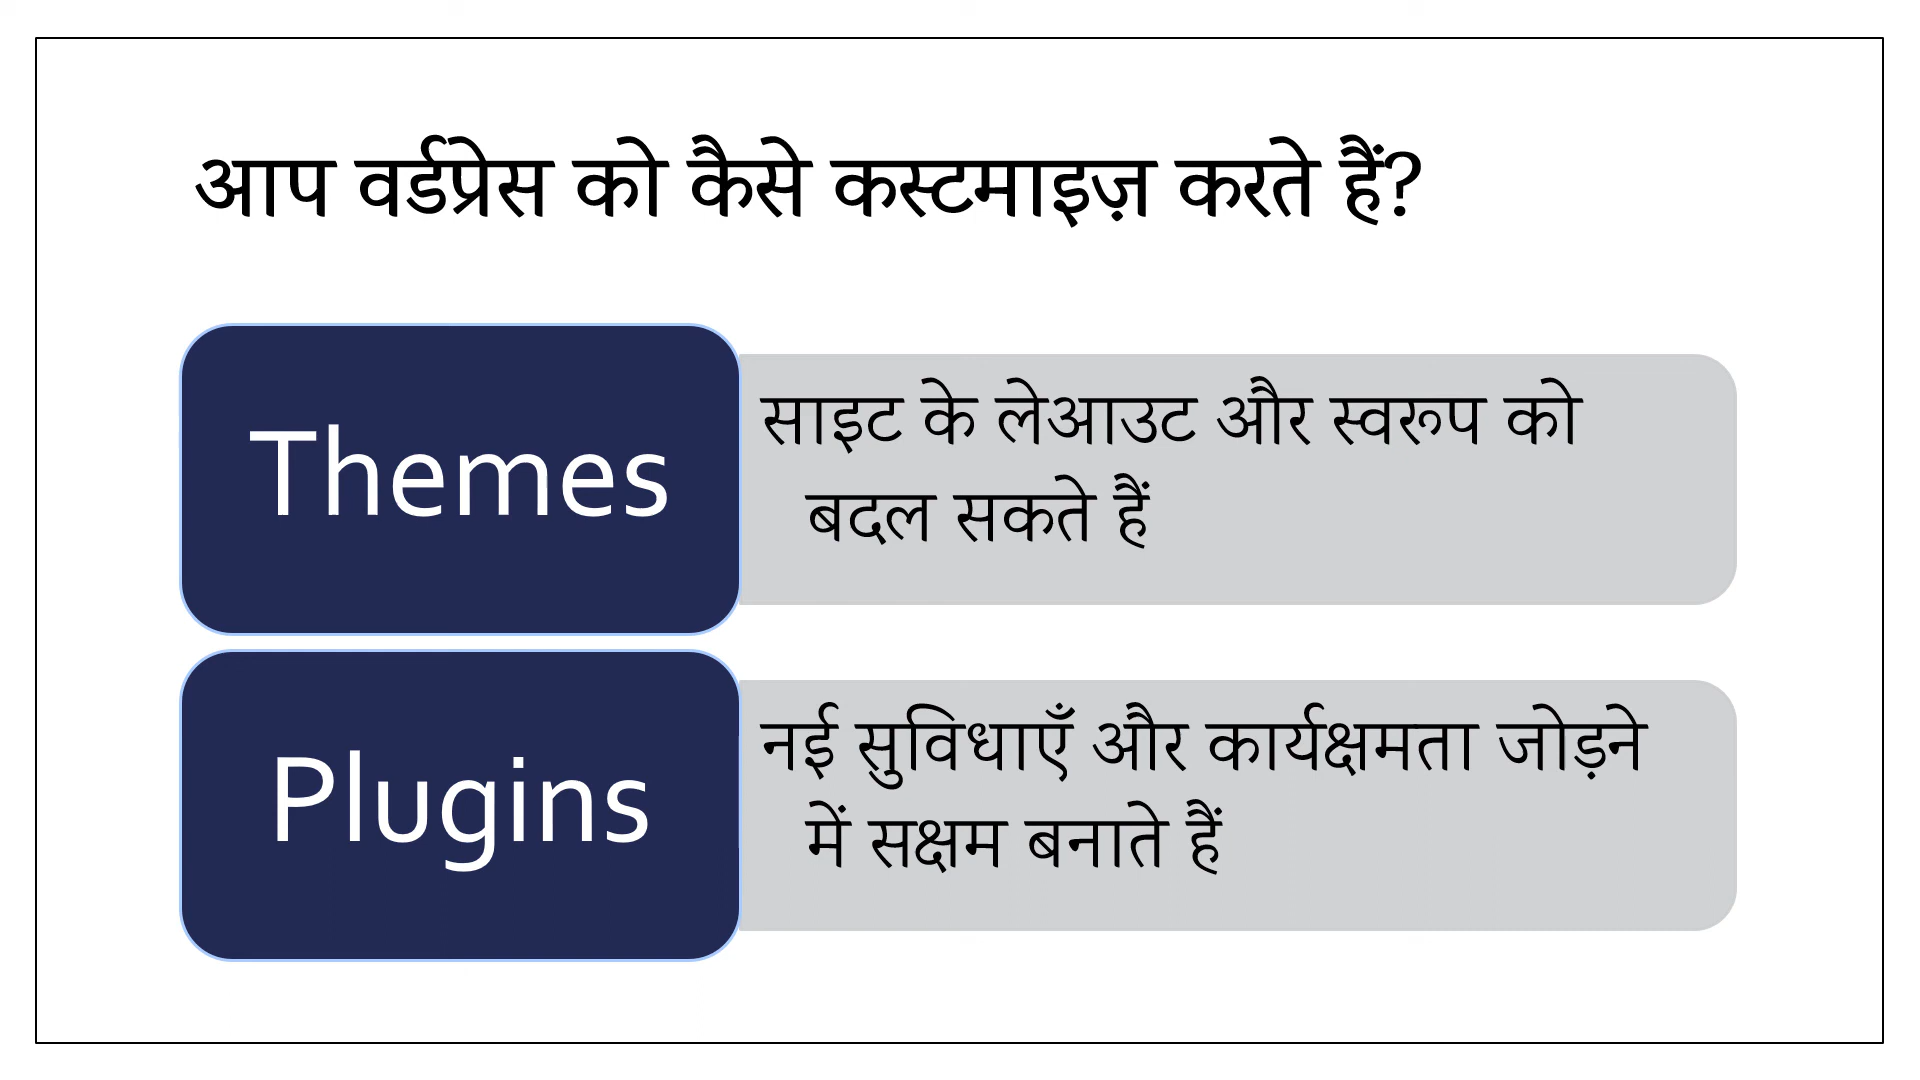 आप वर्डप्रेस को कैसे कस्टमाइज़ करते हैं?
Themes
साइट के लेआउट और स्वरूप को
बदल सकते हैं
Plugins
नई सुविधाएँ और कार्यक्षमता जोड़ने
में सक्षम बनाते हैं